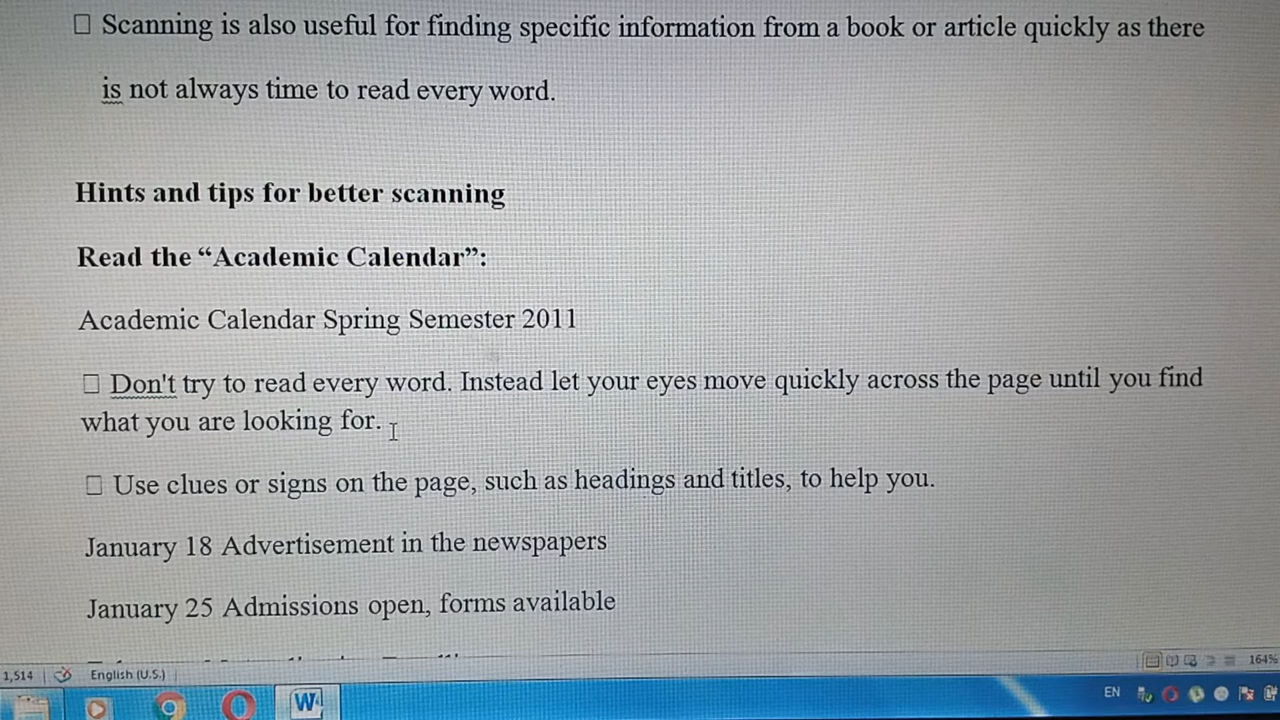 □ Scanning is also useful for finding specific information from a book or article quickly as there
is not always time to read every word.
Hints and tips for better scanning
Read the “Academic Calendar”:
Academic Calendar Spring Semester 2011
□ Don't try to read every word. Instead let your eyes move quickly across the page until you find
what you are looking for.
□ Use clues or signs on the page, such as headings and titles, to help you.
January 18 Advertisement in the newspapers
January 25 Admissions open, forms available
1,514 English (U.S.) 164%
EN